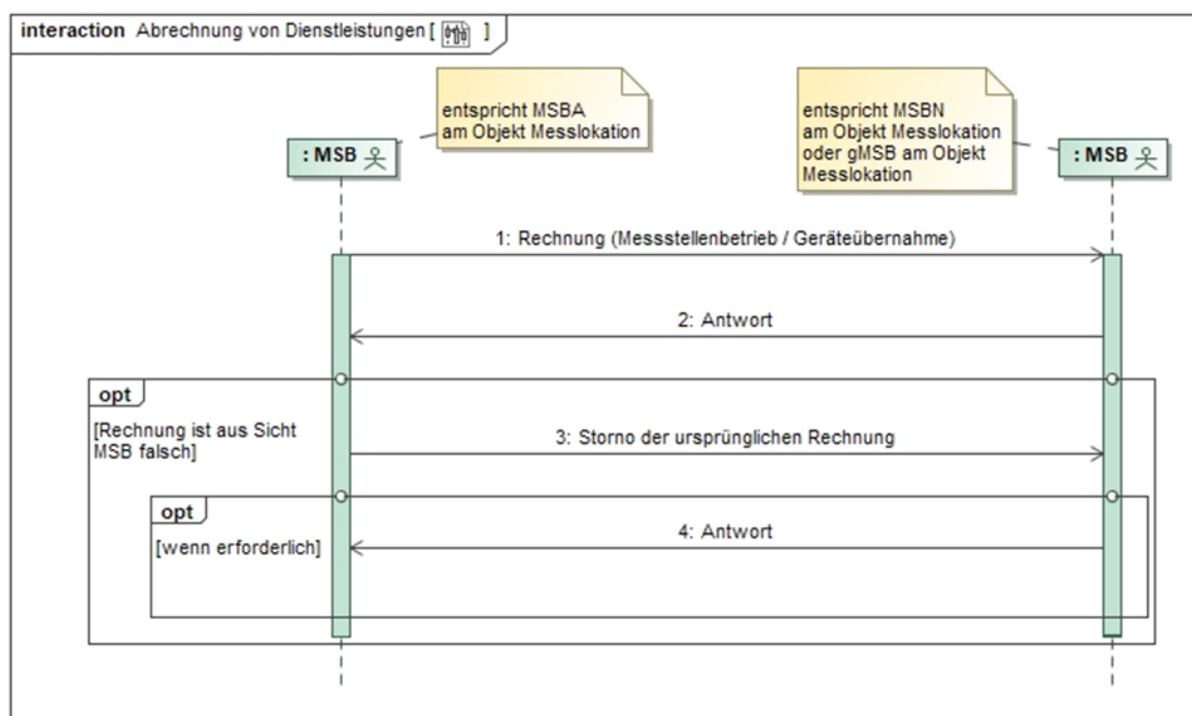 interaction Abrechnung von Dienstleistungen [ ]
entspricht MSBA
am Objekt Messlokation
entspricht MSBN
am Objekt Messlokation
oder gMSB am Objekt
Messlokation
: MSB
: MSB
1: Rechnung (Messstellenbetrieb / Geräteübernahme)
2: Antwort
opt
[Rechnung ist aus Sicht
MSB falsch]
3: Storno der ursprünglichen Rechnung
opt
[wenn erforderlich]
4: Antwort